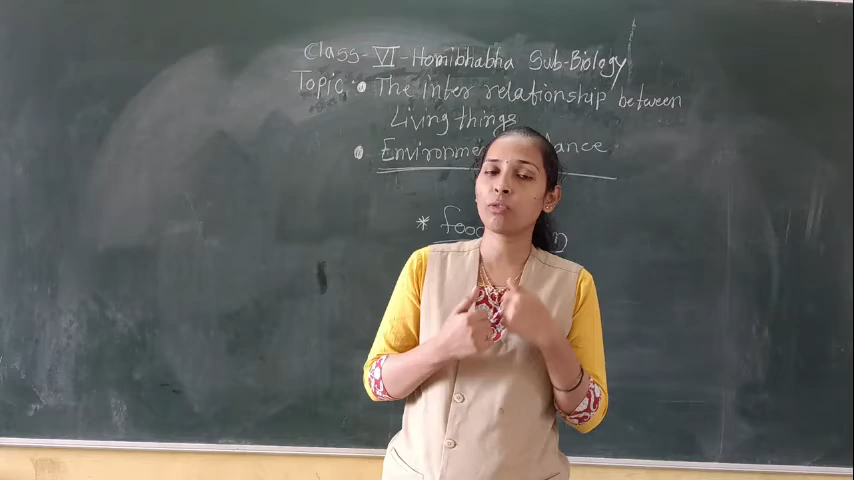 Class-VI-Homibhabha Sub-Biology
Topic • The inter relationship between
Living things
•
*